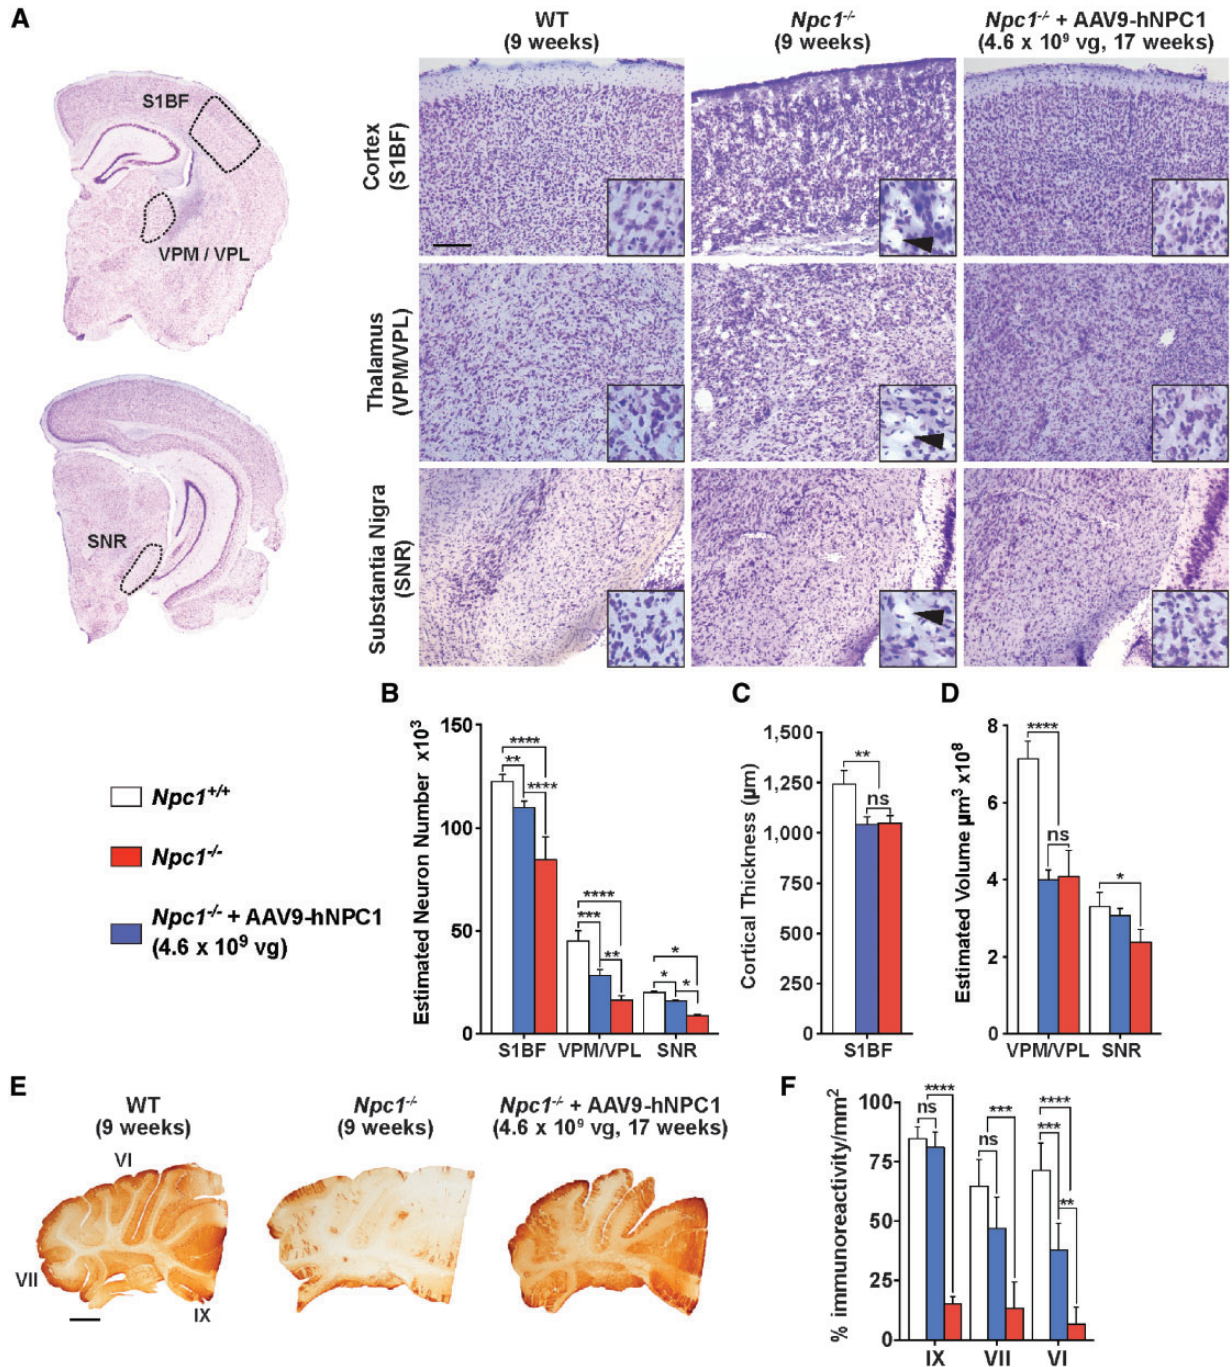 A
WT
(9 weeks)
Npc1-/-
(9 weeks)
Npc1-/- + AAV9-hNPC1
(4.6 x 10⁹ vg, 17 weeks)
S1BF
VPM / VPL
SNR
Cortex
(S1BF)
Thalamus
(VPM/VPL)
Substantia Nigra
(SNR)
Npc1+/+
Npc1-/-
Npc1-/- + AAV9-hNPC1
(4.6 x 10⁹ vg)
B
Estimated Neuron Number x10³
150
100
50
0
****
**
****
****
***
**
*
*
*
S1BF
VPM/VPL
SNR
C
Cortical Thickness (µm)
1,500
1,250
1,000
750
500
250
0
**
ns
S1BF
D
Estimated Volume µm³ x10⁸
8
6
4
2
0
****
ns
*
VPM/VPL
SNR
E
WT
(9 weeks)
Npc1-/-
(9 weeks)
Npc1-/- + AAV9-hNPC1
(4.6 x 10⁹ vg, 17 weeks)
VI
VII
IX
F
% immunoreactivity/mm²
100
75
50
25
0
****
ns
***
ns
****
***
**
IX
VII
VI